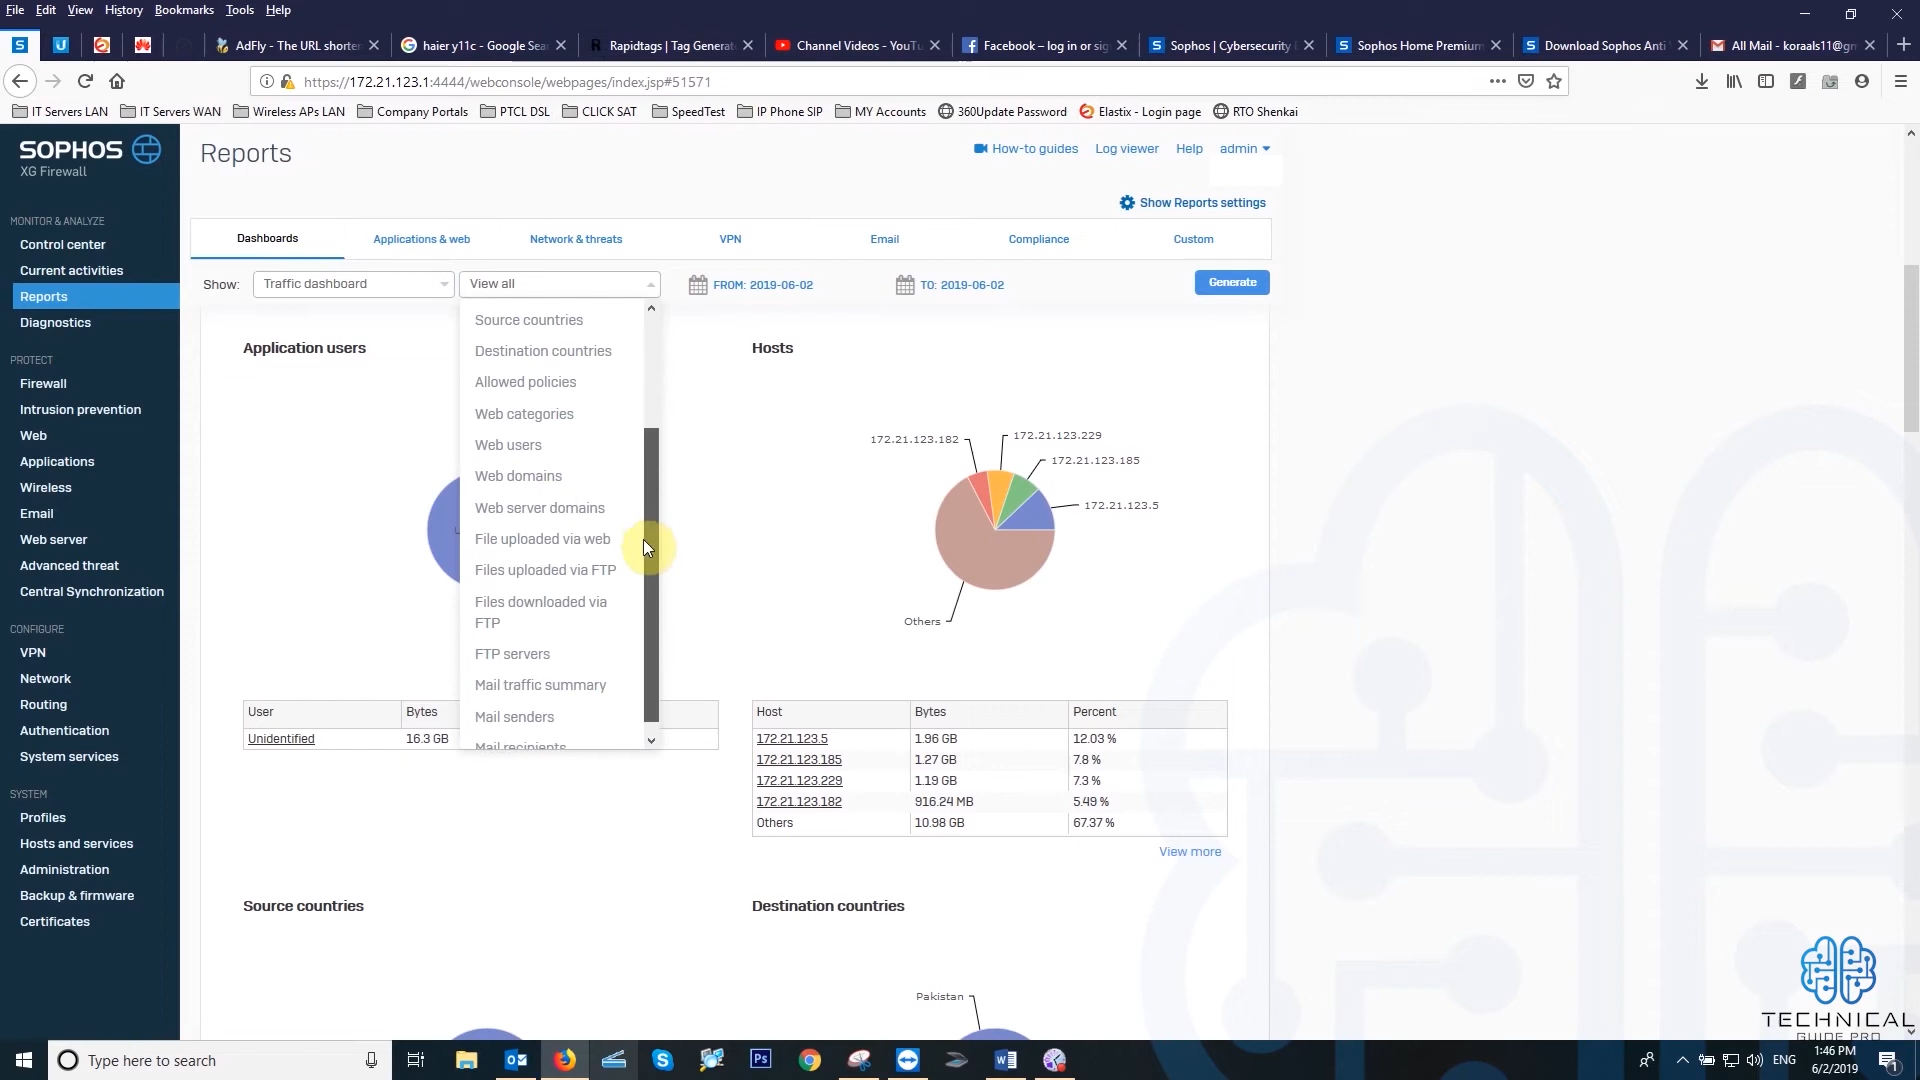 File Edit View History Bookmarks Tools Help
AdFly - The URL shorte
haier y11c - Google Sea
Rapidtags | Tag Generat
Channel Videos - YouTu
Facebook – log in or sig
Sophos | Cybersecurity
Sophos Home Premium
Download Sophos Anti
All Mail - koraals11@gm
https://172.21.123.1:4444/webconsole/webpages/index.jsp#51571
IT Servers LAN IT Servers WAN Wireless APs LAN Company Portals PTCL DSL CLICK SAT SpeedTest IP Phone SIP MY Accounts 360Update Password Elastix - Login page RTO Shenkai
SOPHOS
XG Firewall
MONITOR & ANALYZE
Control center
Current activities
Reports
Diagnostics
PROTECT
Firewall
Intrusion prevention
Web
Applications
Wireless
Email
Web server
Advanced threat
Central Synchronization
CONFIGURE
VPN
Network
Routing
Authentication
System services
SYSTEM
Profiles
Hosts and services
Administration
Backup & firmware
Certificates
Reports
How-to guides Log viewer Help admin
Show Reports settings
Dashboards Applications & web Network & threats VPN Email Compliance Custom
Show: Traffic dashboard View all FROM: 2019-06-02 TO: 2019-06-02 Generate
Source countries
Destination countries
Allowed policies
Web categories
Web users
Web domains
Web server domains
File uploaded via web
Files uploaded via FTP
Files downloaded via
FTP
FTP servers
Mail traffic summary
Mail senders
Mail recipients
Application users
User Bytes
Unidentified 16.3 GB
Hosts
172.21.123.182
172.21.123.229
172.21.123.185
172.21.123.5
Others
Host Bytes Percent
172.21.123.5 1.96 GB 12.03 %
172.21.123.185 1.27 GB 7.8 %
172.21.123.229 1.19 GB 7.3 %
172.21.123.182 916.24 MB 5.49 %
Others 10.98 GB 67.37 %
View more
Source countries
Destination countries
Pakistan
TECHNICAL
GUIDE PRO
Type here to search
ENG
1:46 PM
6/2/2019
1